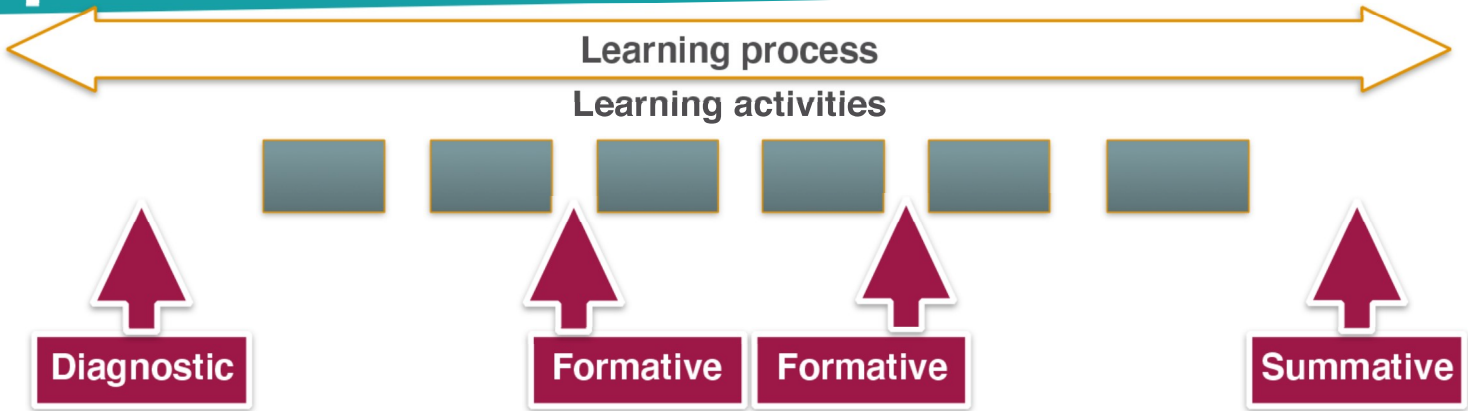 Learning process
Learning activities
Diagnostic
Formative
Formative
Summative